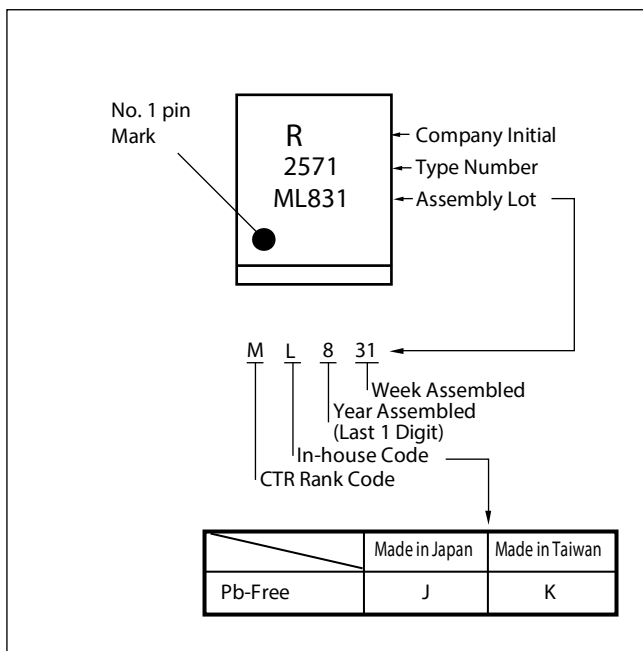 No. 1 pin
Mark
R
2571
ML831
Company Initial
Type Number
Assembly Lot
M L 8 31
Week Assembled
Year Assembled
(Last 1 Digit)
In-house Code
CTR Rank Code
Made in Japan Made in Taiwan
Pb-Free J K